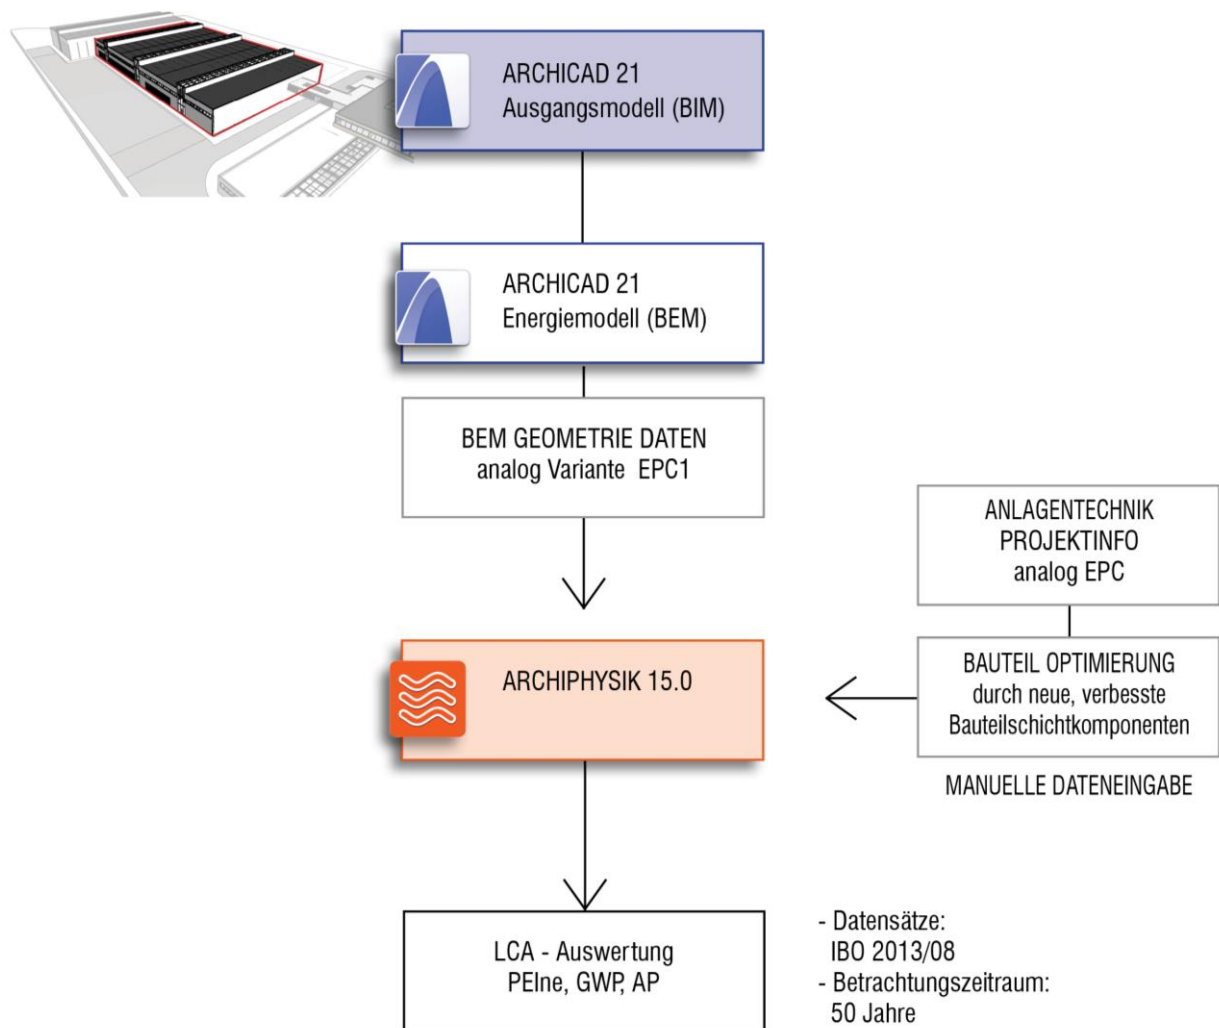 ARCHICAD 21
Ausgangsmodell (BIM)
ARCHICAD 21
Energiemodell (BEM)
BEM GEOMETRIE DATEN
analog Variante EPC1
ANLAGENTECHNIK
PROJEKTINFO
analog EPC
ARCHIPHYSIK 15.0
BAUTEIL OPTIMIERUNG
durch neue, verbesste
Bauteilschichtkomponenten
MANUELLE DATENEINGABE
LCA - Auswertung
PEIne, GWP, AP
- Datensätze:
IBO 2013/08
- Betrachtungszeitraum:
50 Jahre